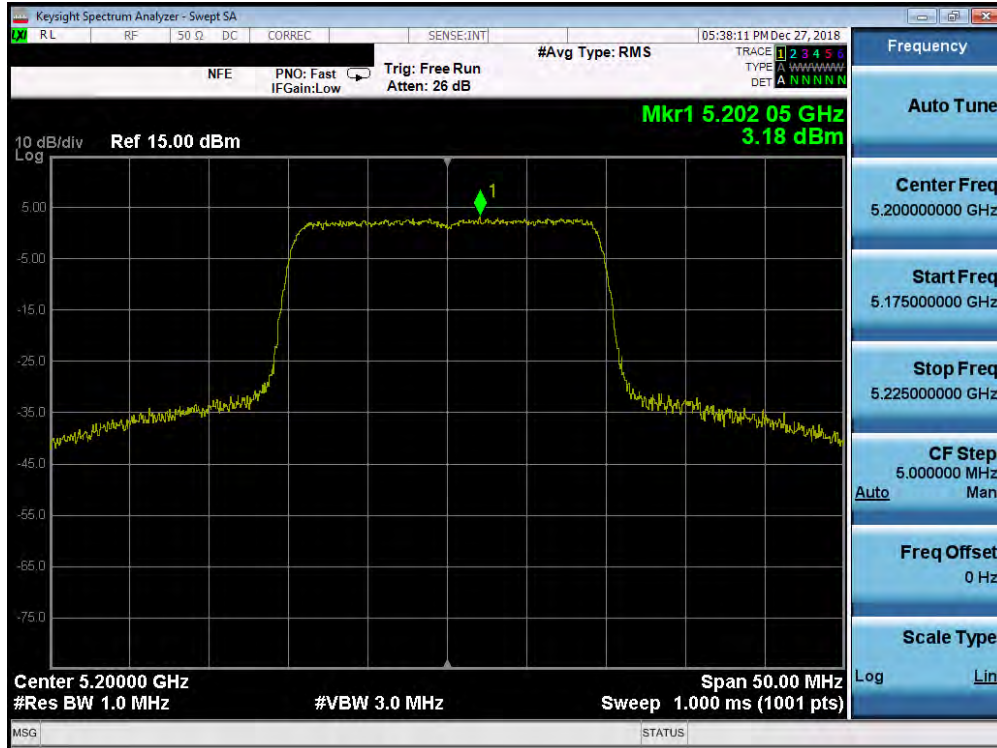 Keysight Spectrum Analyzer - Swept SA
LXI RL RF 50 Ω DC CORREC SENSE:INT 05:38:11 PM Dec 27, 2018
NFE PNO: Fast Trig: Free Run #Avg Type: RMS TRACE 1 2 3 4 5 6
IFGain:Low Atten: 26 dB TYPE A WWWWW
DET A N N N N N
Mkr1 5.202 05 GHz
3.18 dBm
10 dB/div Ref 15.00 dBm
Log
1
5.00
-5.00
-15.0
-25.0
-35.0
-45.0
-55.0
-65.0
-75.0
Center 5.20000 GHz Span 50.00 MHz
#Res BW 1.0 MHz #VBW 3.0 MHz Sweep 1.000 ms (1001 pts)
MSG STATUS
Frequency
Auto Tune
Center Freq
5.200000000 GHz
Start Freq
5.175000000 GHz
Stop Freq
5.225000000 GHz
CF Step
5.000000 MHz
Auto Man
Freq Offset
0 Hz
Scale Type
Log Lin